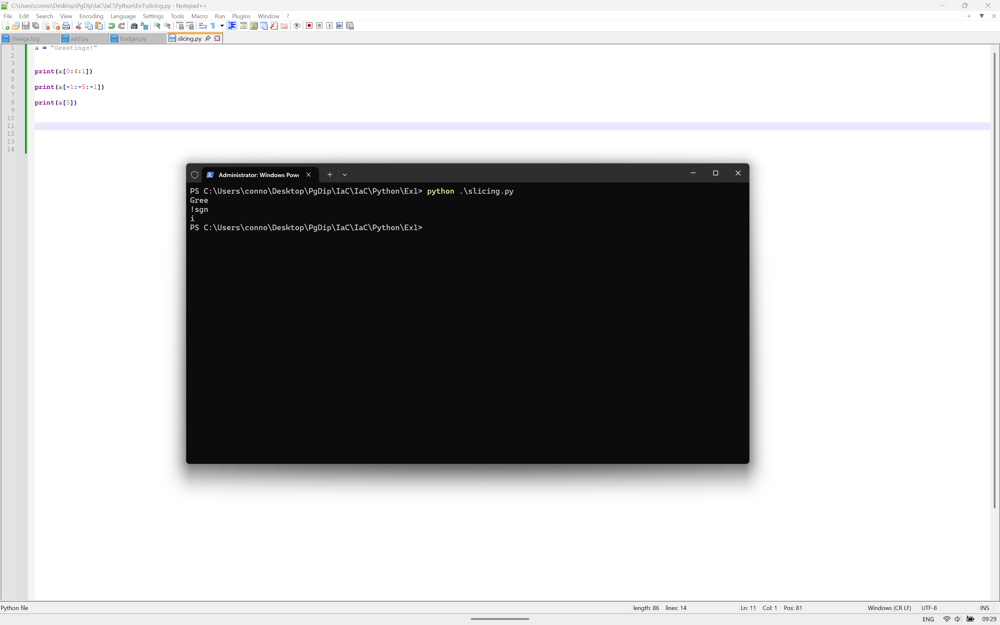 C:\Users\conno\Desktop\PgDip\IaC\IaC\Python\Ex1\slicing.py - Notepad++
File Edit Search View Encoding Language Settings Tools Macro Run Plugins Window ?
change.log add.py budget.py slicing.py
1 a = "Greetings!"
2
3
4 print(a[0:4:1])
5
6 print(a[-1:-5:-1])
7
8 print(a[5])
9
10
11
12
13
14
Administrator: Windows Powe
PS C:\Users\conno\Desktop\PgDip\IaC\IaC\Python\Ex1> python .\slicing.py
Gree
!sgn
i
PS C:\Users\conno\Desktop\PgDip\IaC\IaC\Python\Ex1>
Python file length: 86 lines: 14 Ln: 11 Col: 1 Pos: 81 Windows (CR LF) UTF-8 INS
ENG 09:29